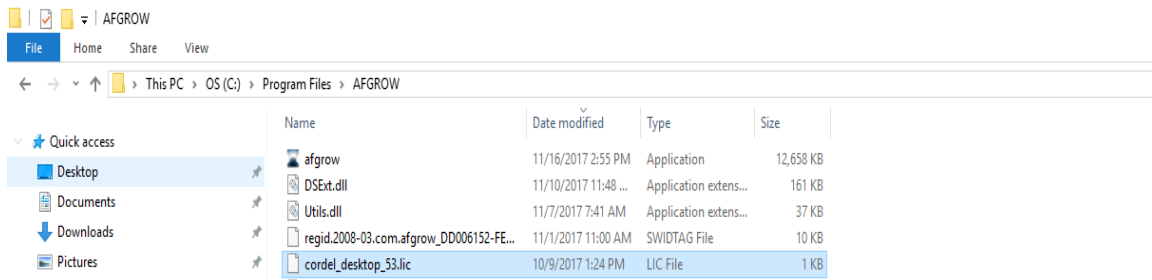 AFGROW
File Home Share View
This PC > OS (C:) > Program Files > AFGROW
Name Date modified Type Size
Quick access
Desktop
Documents
Downloads
Pictures
afgrow 11/16/2017 2:55 PM Application 12,658 KB
DSExt.dll 11/10/2017 11:48 ... Application extens... 161 KB
Utils.dll 11/7/2017 7:41 AM Application extens... 37 KB
regid.2008-03.com.afgrow_DD006152-FE... 11/1/2017 11:00 AM SWIDTAG File 10 KB
cordel_desktop_53.lic 10/9/2017 1:24 PM LIC File 1 KB